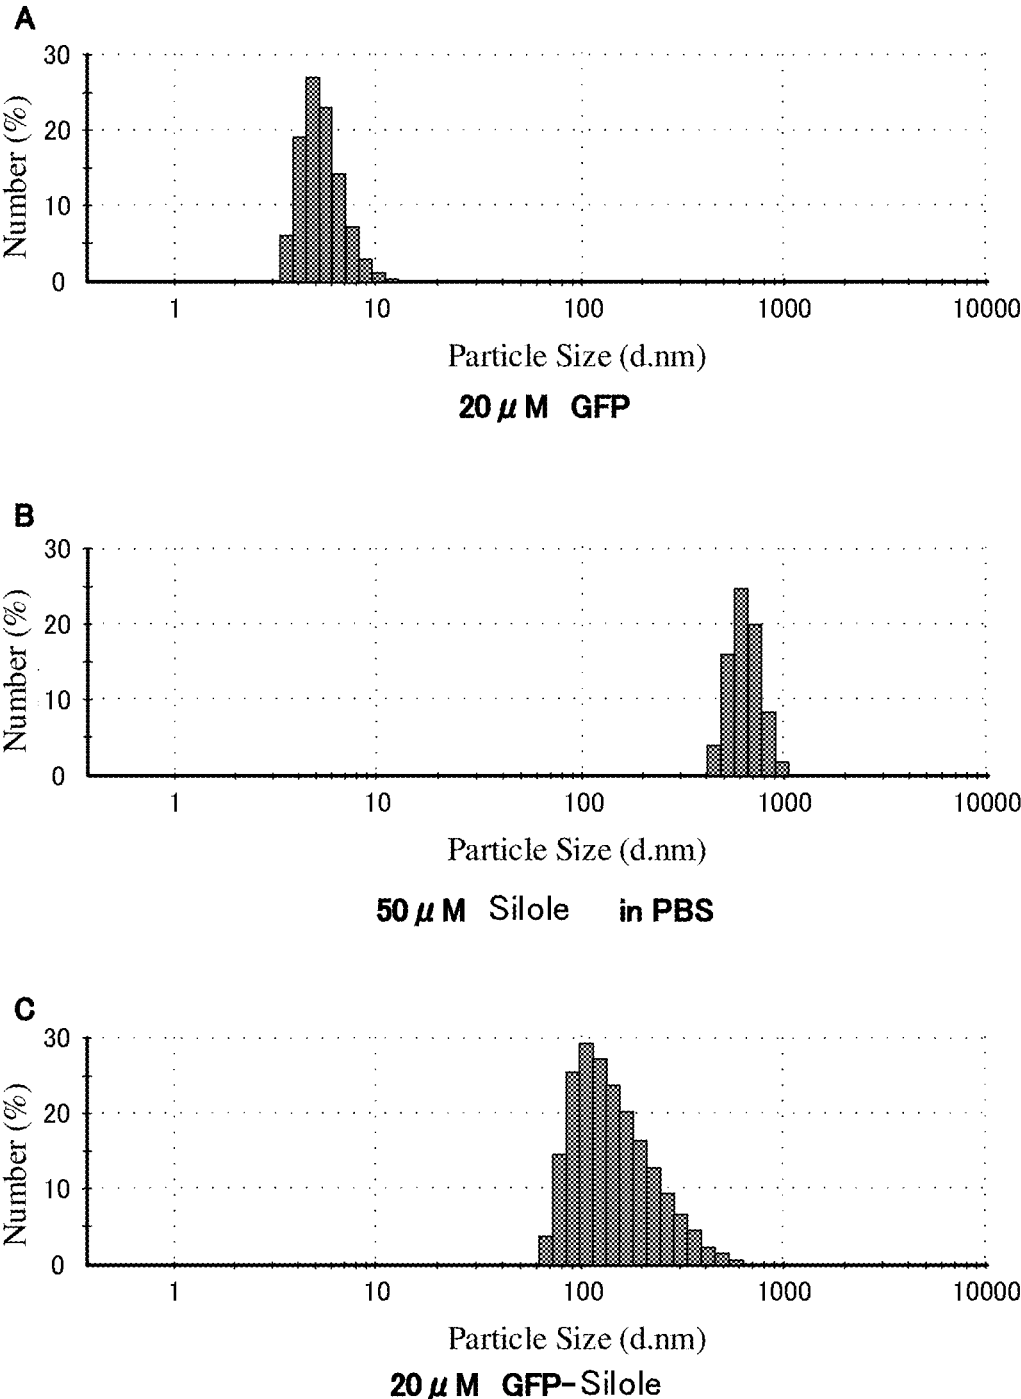 A
30
20
10
0
Number (%)
1 10 100 1000 10000
Particle Size (d.nm)
20 μ M GFP
B
30
20
10
0
Number (%)
1 10 100 1000 10000
Particle Size (d.nm)
50 μ M Silole in PBS
C
30
20
10
0
Number (%)
1 10 100 1000 10000
Particle Size (d.nm)
20 μ M GFP-Silole